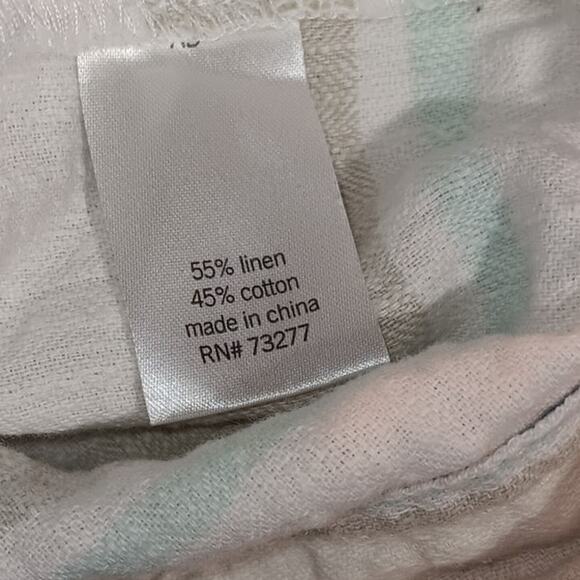 55% linen
45% cotton
made in china
RN# 73277